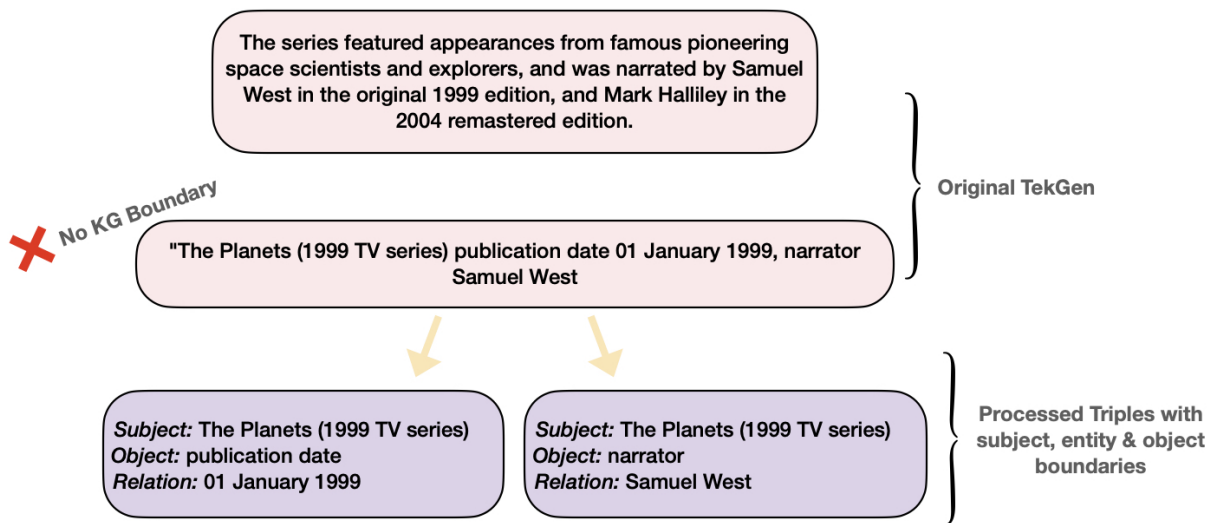 The series featured appearances from famous pioneering
space scientists and explorers, and was narrated by Samuel
West in the original 1999 edition, and Mark Halliley in the
2004 remastered edition.
Original TekGen
No KG Boundary
"The Planets (1999 TV series) publication date 01 January 1999, narrator
Samuel West
Subject: The Planets (1999 TV series)
Object: publication date
Relation: 01 January 1999
Subject: The Planets (1999 TV series)
Object: narrator
Relation: Samuel West
Processed Triples with
subject, entity & object
boundaries